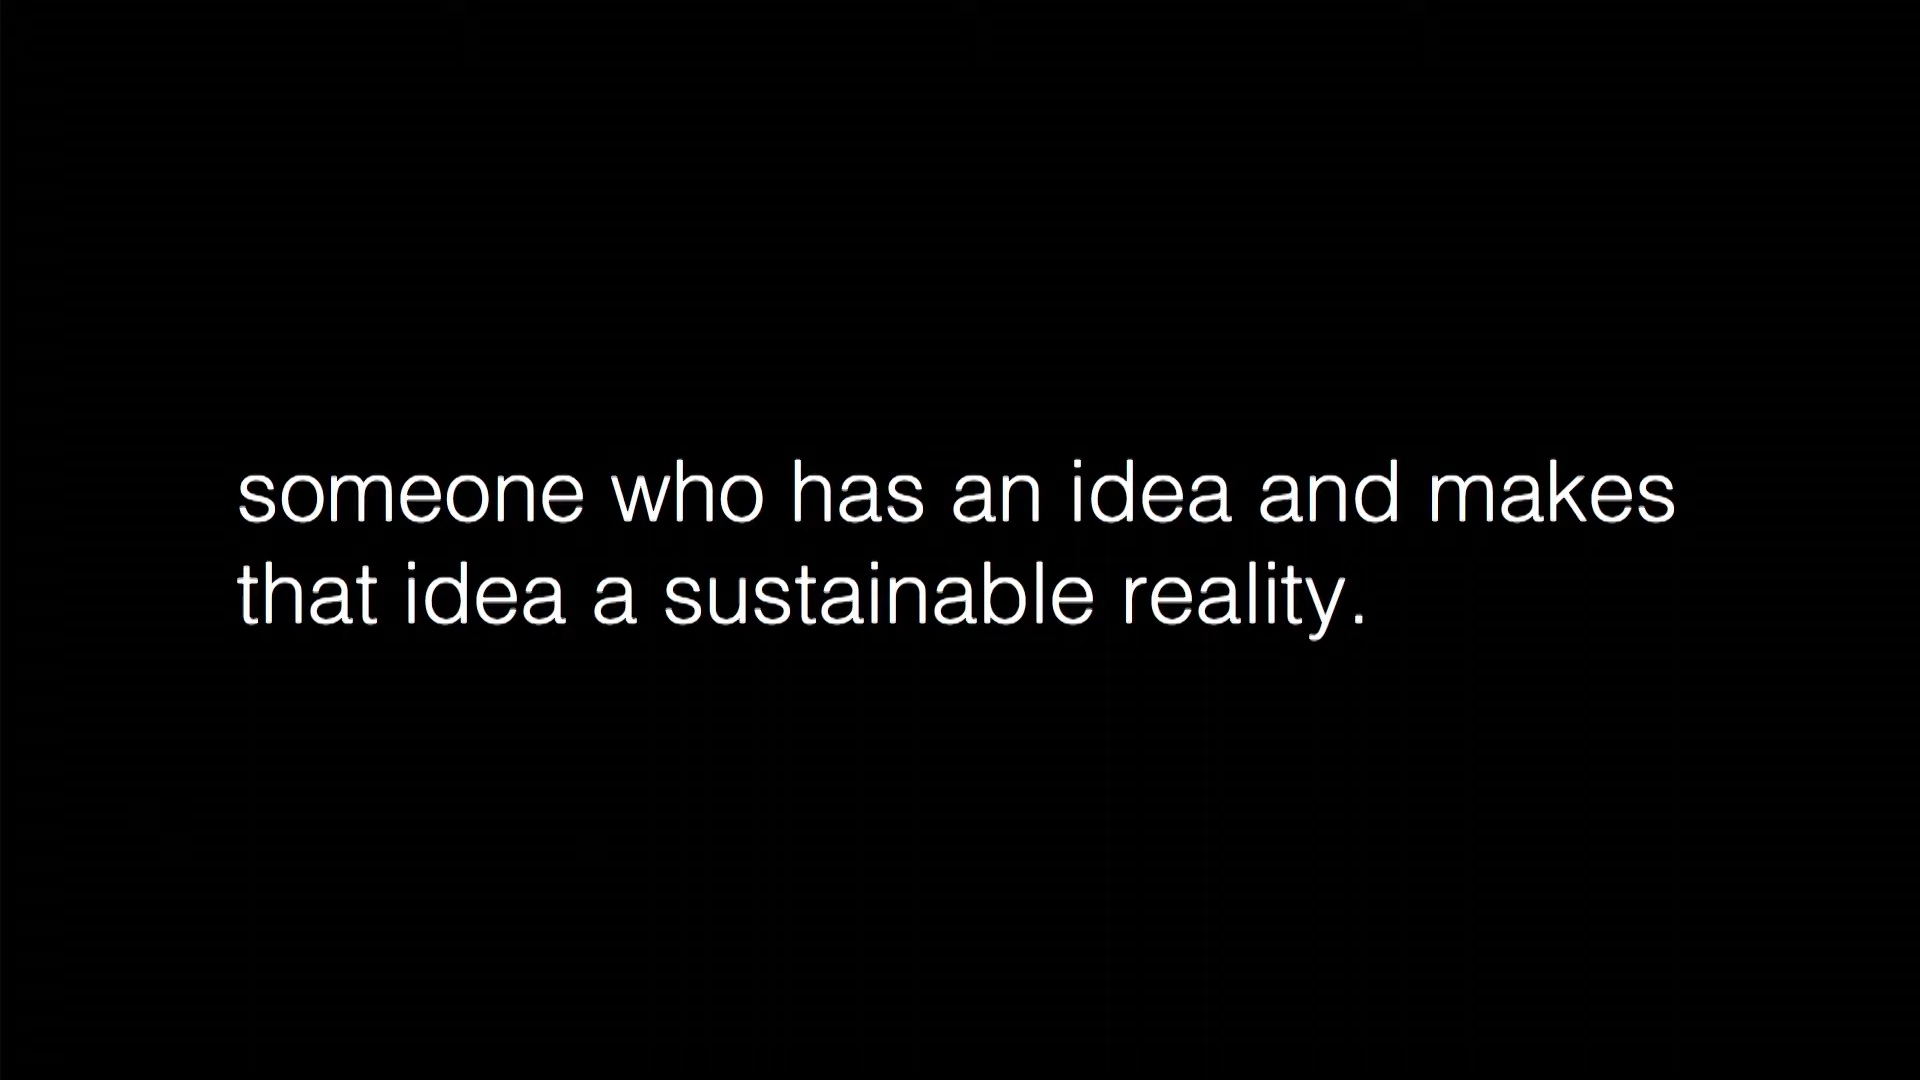 someone who has an idea and makes
that idea a sustainable reality.